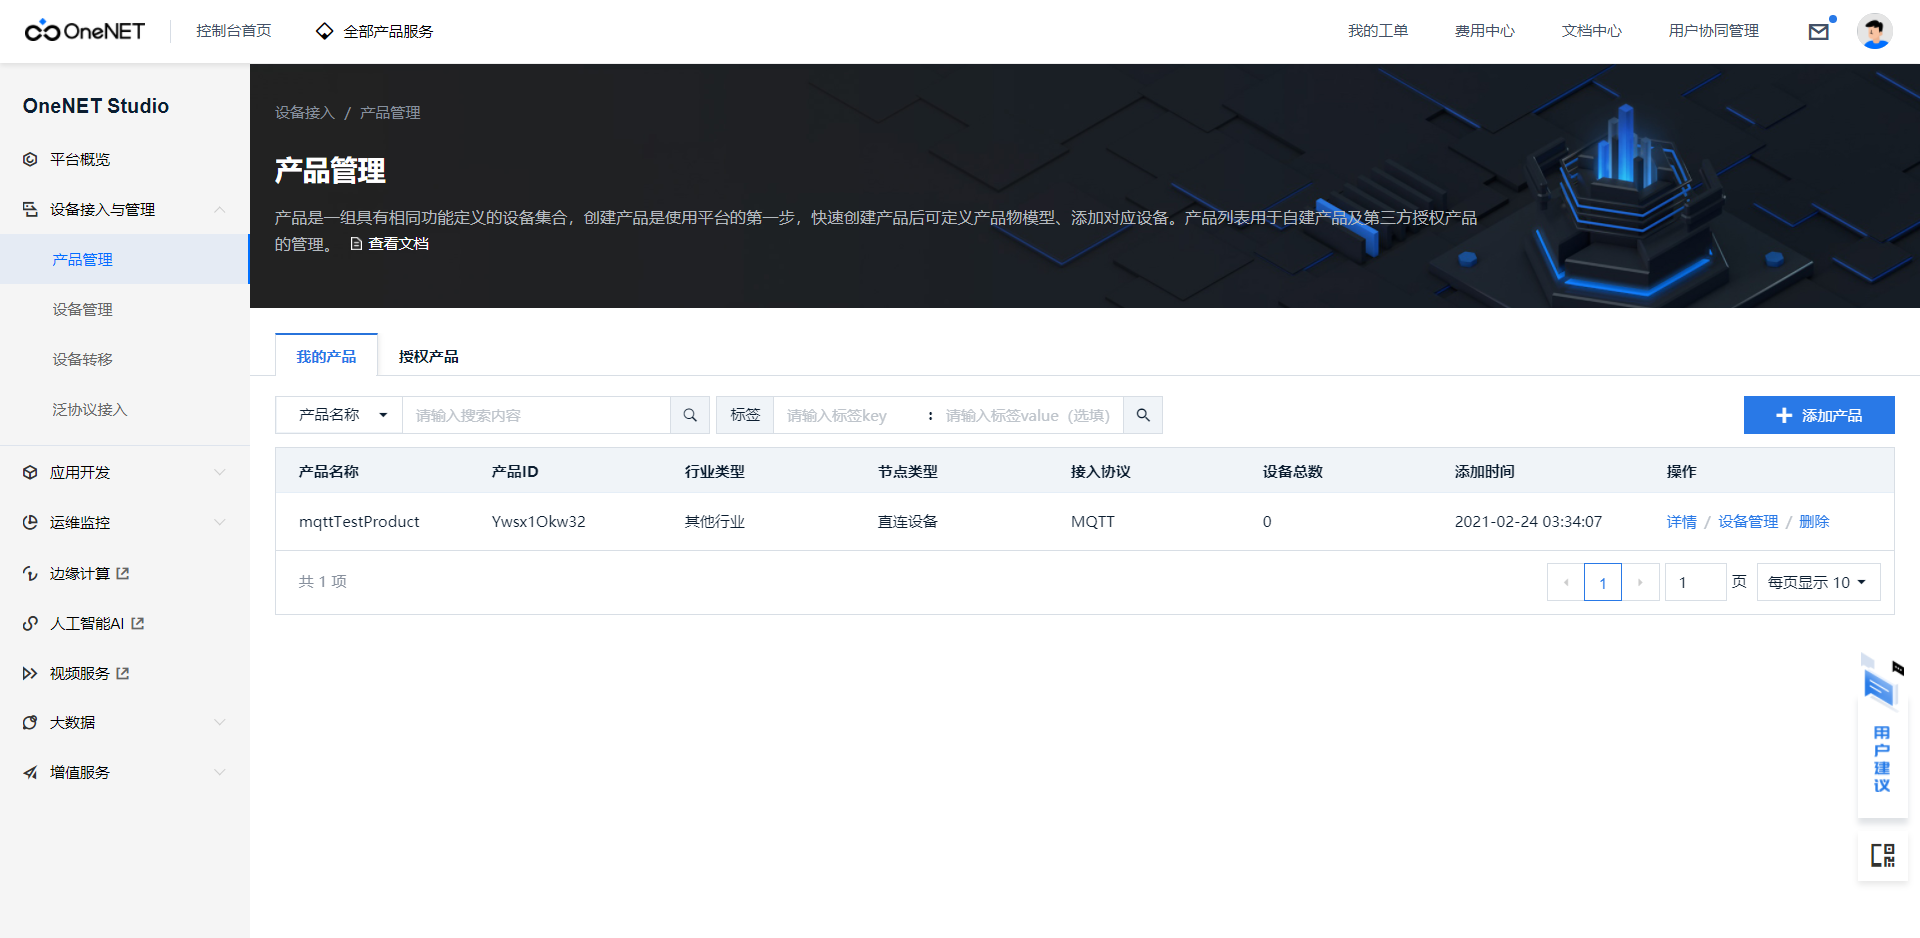 OneNET
控制台首页
全部产品服务
我的工单
费用中心
文档中心
用户协同管理
OneNET Studio
平台概览
设备接入与管理
产品管理
设备管理
设备转移
泛协议接入
应用开发
运维监控
边缘计算
人工智能AI
视频服务
大数据
增值服务
设备接入 / 产品管理
产品管理
产品是一组具有相同功能定义的设备集合，创建产品是使用平台的第一步，快速创建产品后可定义产品物模型、添加对应设备。产品列表用于自建产品及第三方授权产品
的管理。 查看文档
我的产品 授权产品
产品名称 请输入搜索内容 标签 请输入标签key : 请输入标签value（选填） 添加产品
产品名称 产品ID 行业类型 节点类型 接入协议 设备总数 添加时间 操作
mqttTestProduct Ywsx1Okw32 其他行业 直连设备 MQTT 0 2021-02-24 03:34:07 详情 / 设备管理 / 删除
共 1 项 1 1 页 每页显示 10
用户建议